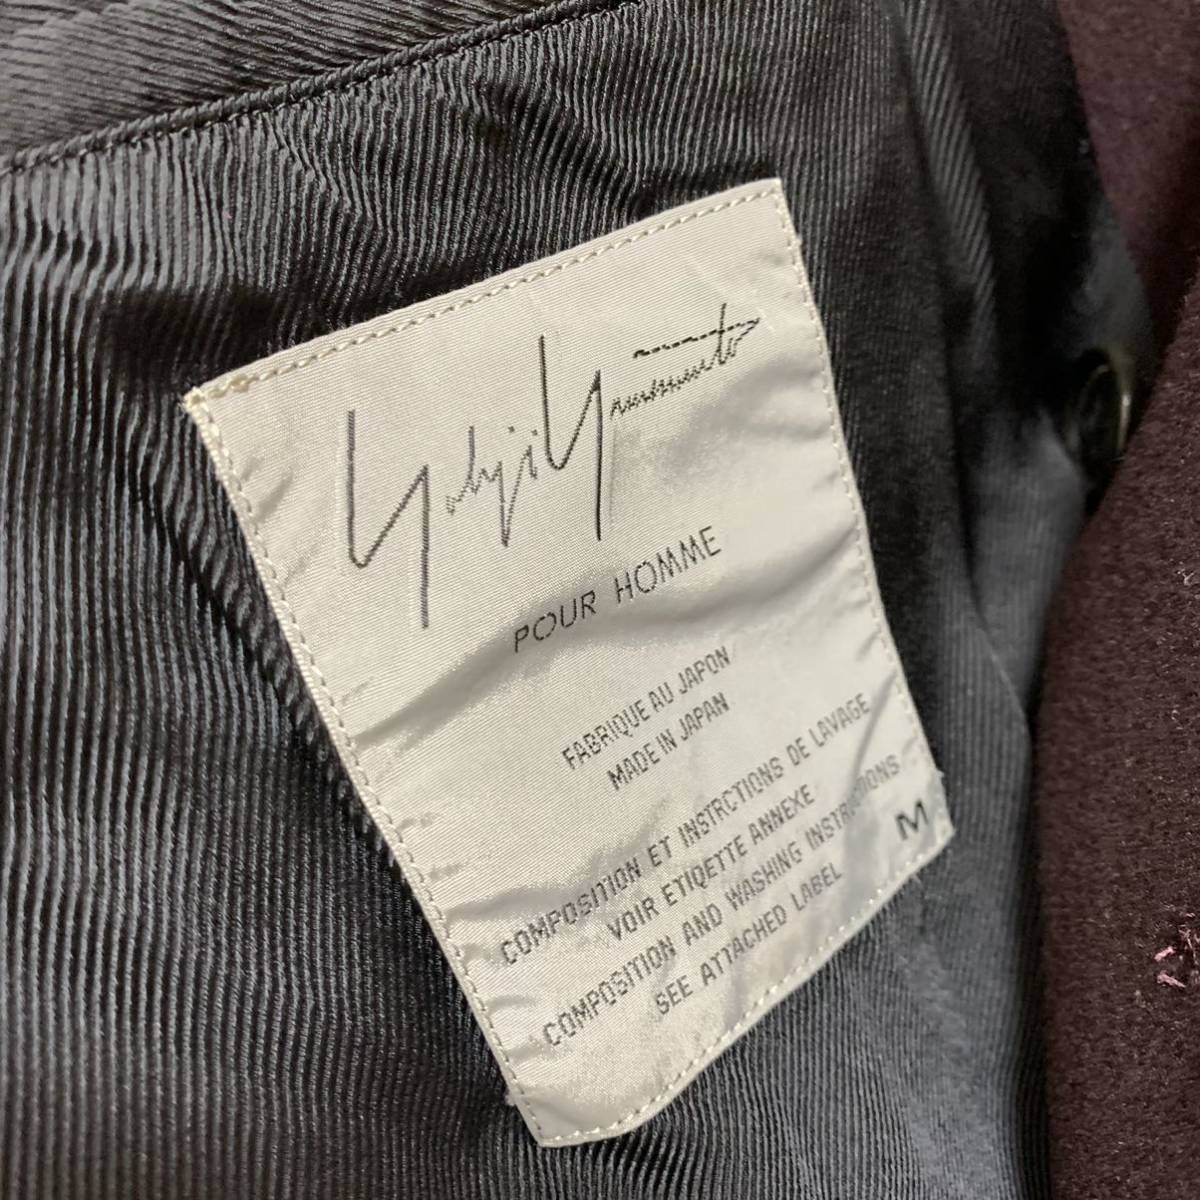 Yohji Yamamoto
POUR HOMME
FABRIQUE AU JAPON
MADE IN JAPAN
COMPOSITION ET INSTRCTIONS DE LAVAGE
VOIR ETIQETTE ANNEXE
COMPOSITION AND WASHING INSTRUCTIONS
SEE ATTACHED LABEL
M